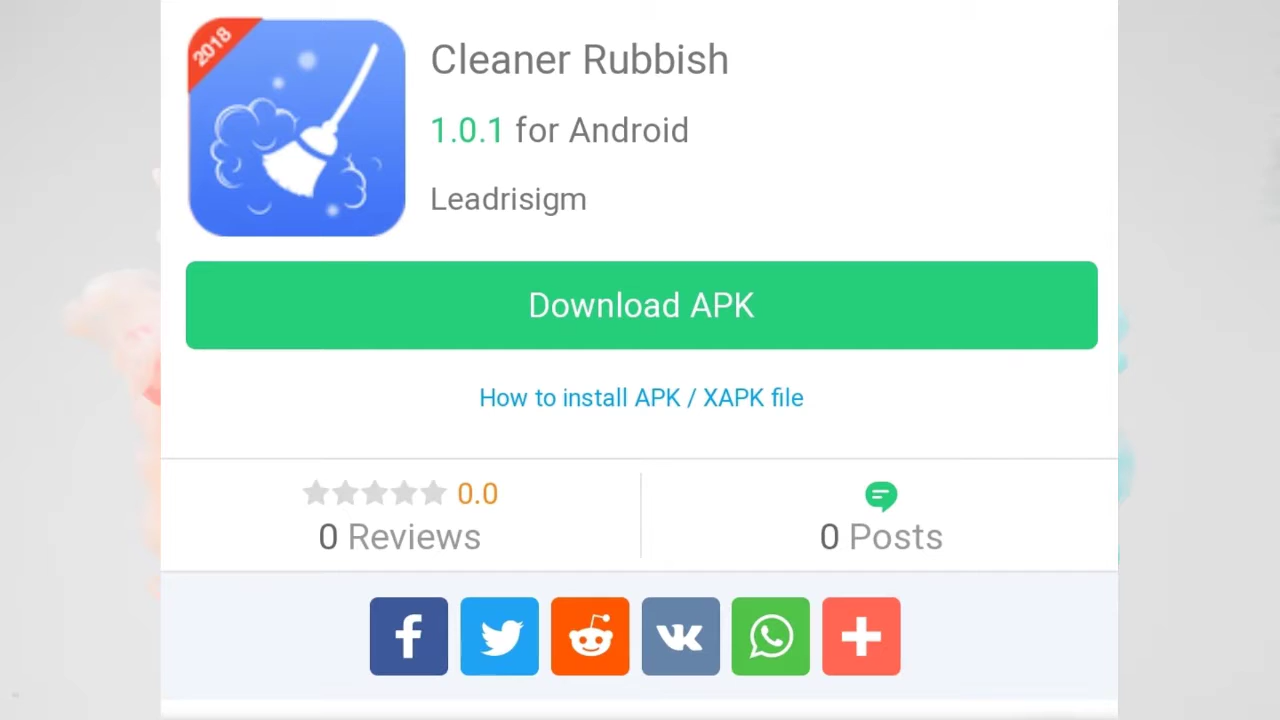 2018
Cleaner Rubbish
1.0.1 for Android
Leadrisigm
Download APK
How to install APK / XAPK file
0.0
0 Reviews
0 Posts